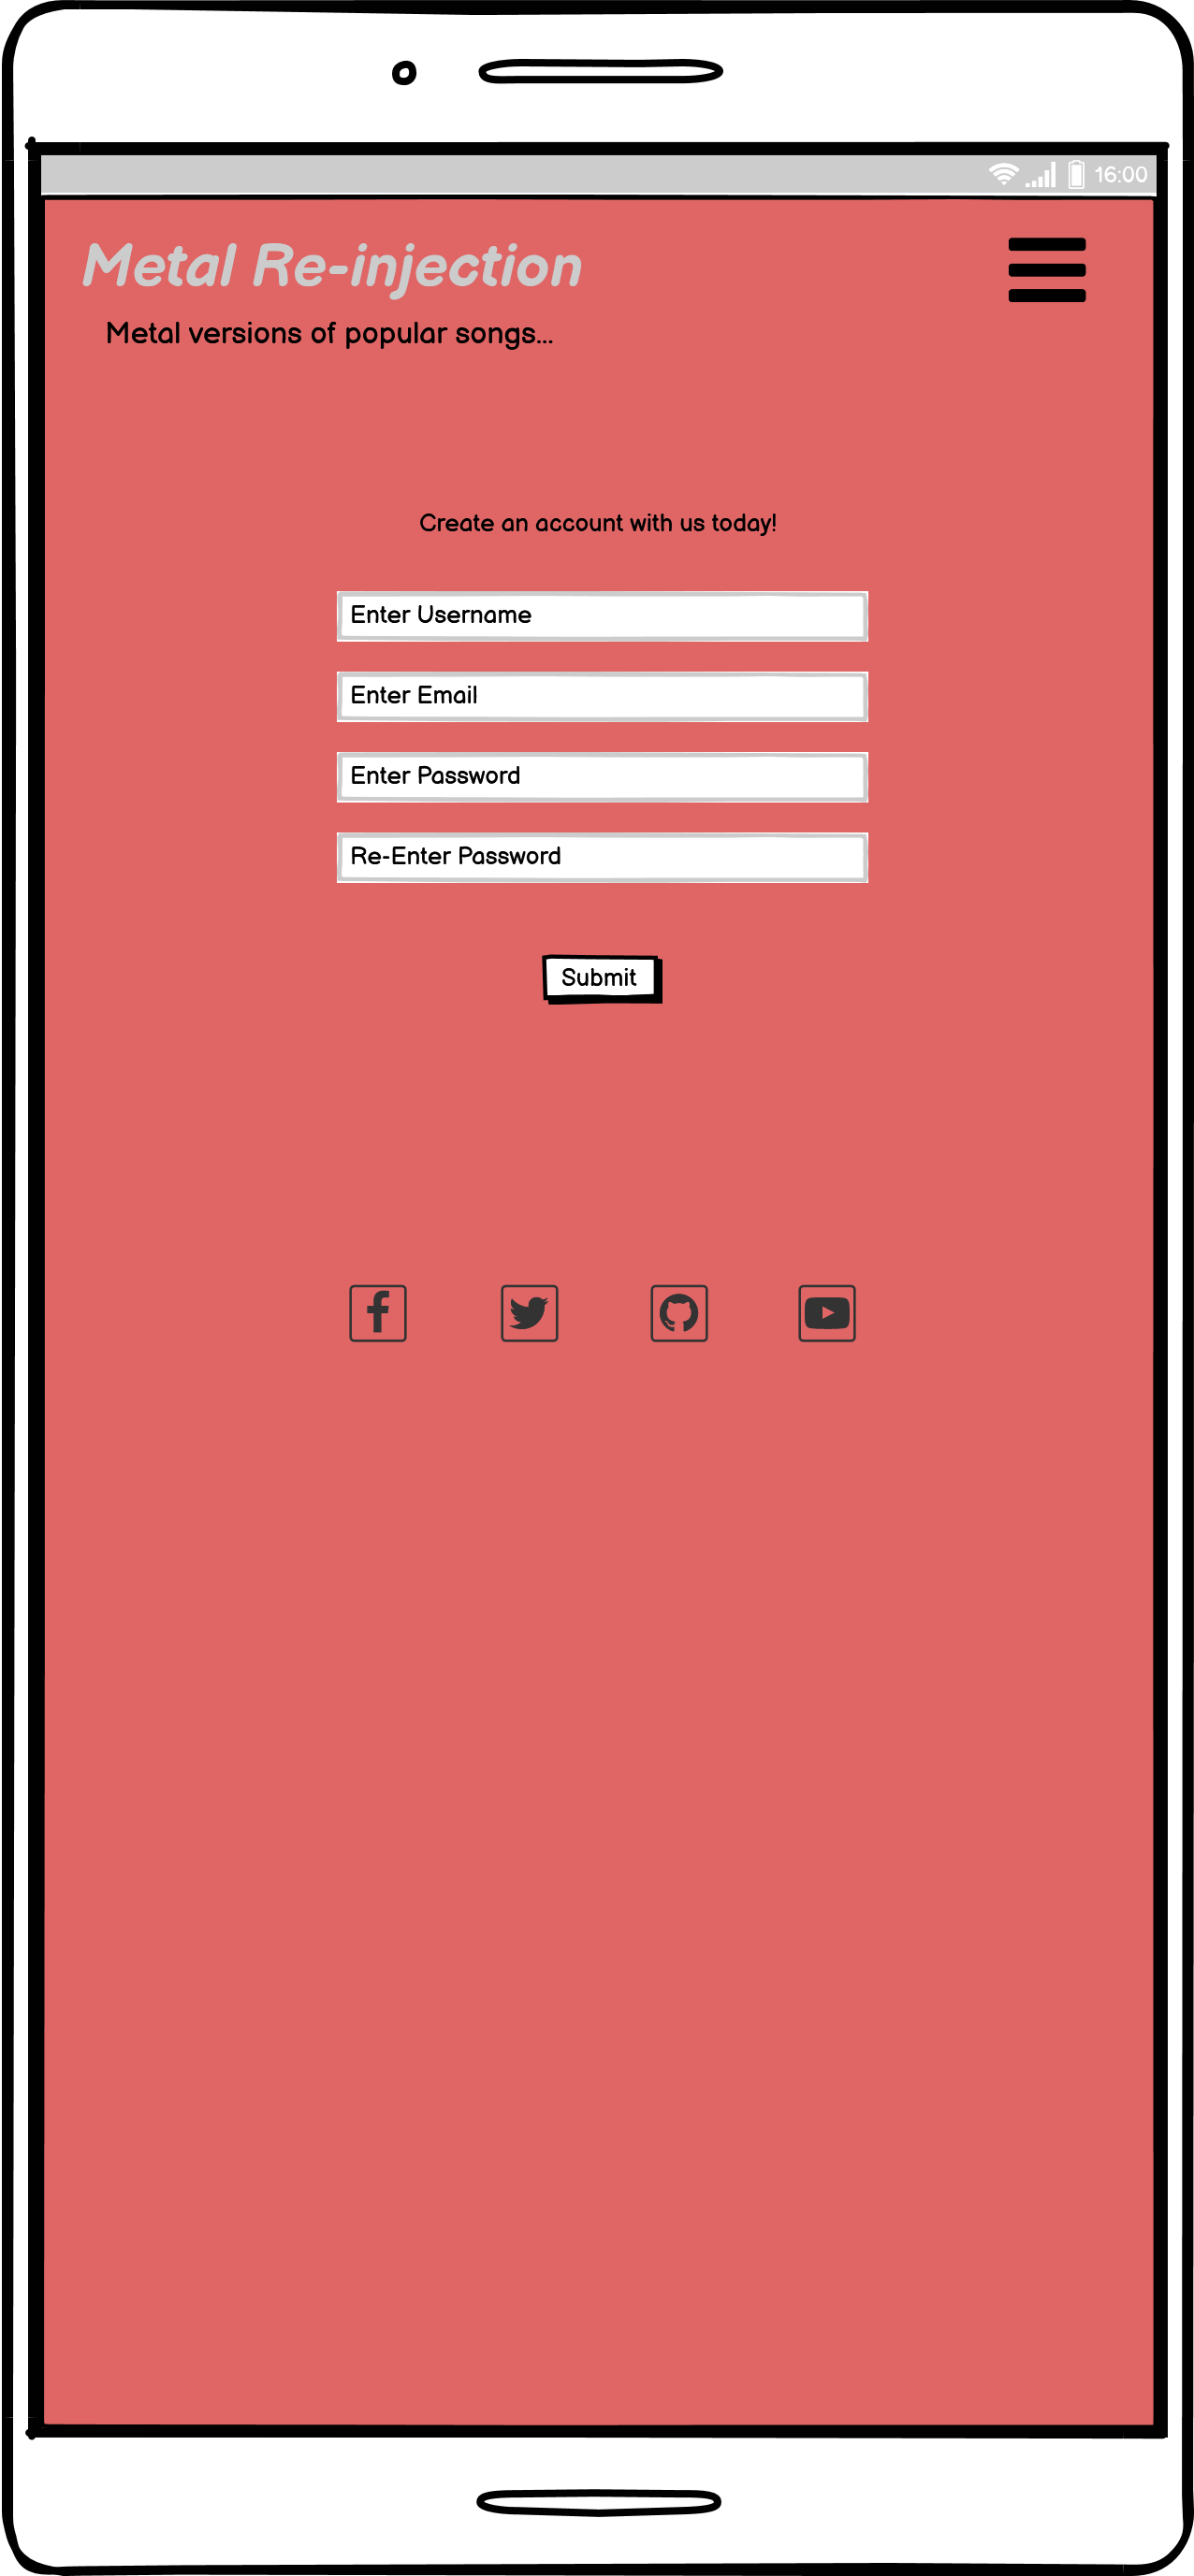 16:00
Metal Re-injection
Metal versions of popular songs...
Create an account with us today!
Enter Username
Enter Email
Enter Password
Re-Enter Password
Submit